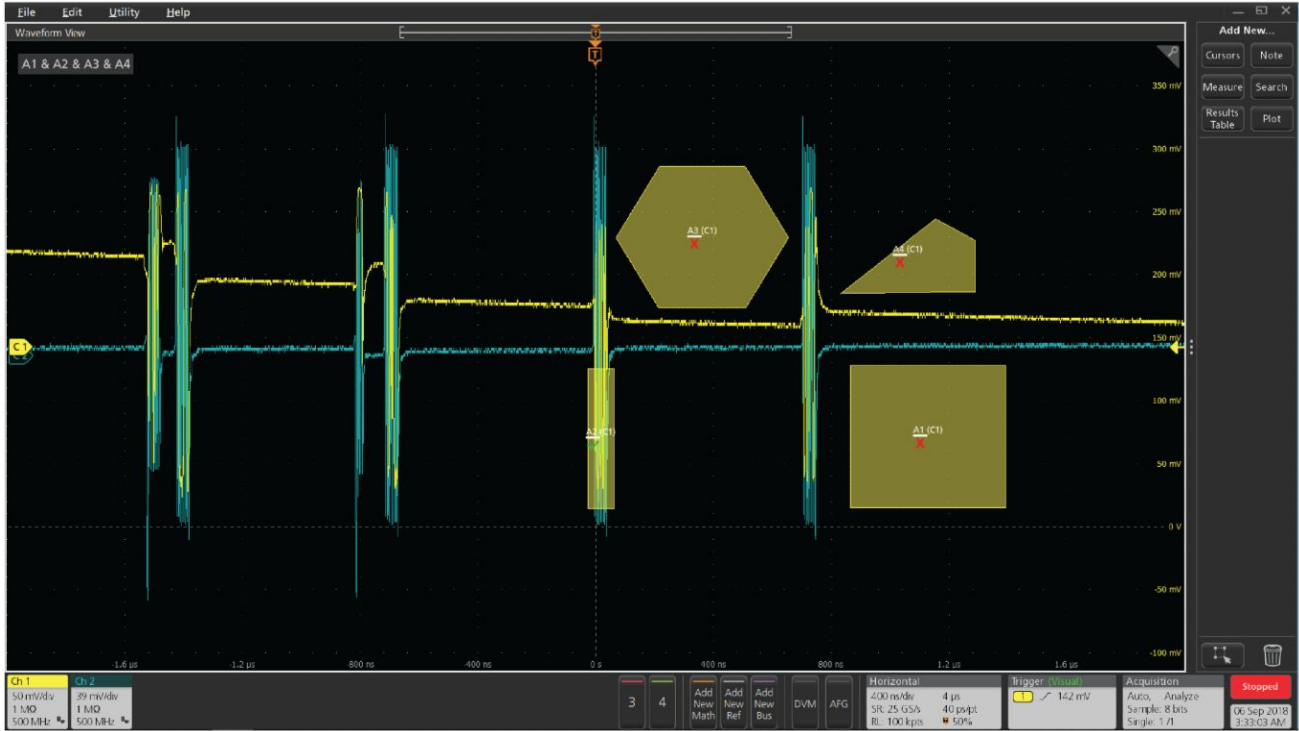 File Edit Utility Help
Waveform View
Add New...
A1 & A2 & A3 & A4
T
T
Cursors Note
Measure Search
Results Table Plot
350 mV
300 mV
250 mV
200 mV
150 mV
100 mV
50 mV
0 V
-50 mV
-100 mV
A3 (C1)
A4 (C1)
A2 (C1)
A1 (C1)
C 1
C 2
-1.6 µs -1.2 µs -800 ns -400 ns 0 s 400 ns 800 ns 1.2 µs 1.6 µs
Ch 1
50 mV/div
1 MΩ
500 MHz
Ch 2
39 mV/div
1 MΩ
500 MHz
3 4
Add New Math
Add New Ref
Add New Bus
DVM AFG
Horizontal
400 ns/div 4 µs
SR: 25 GS/s 40 ps/pt
RL: 100 kpts 50%
Trigger (Visual)
1 142 mV
Acquisition
Auto, Analyze
Sample: 8 bits
Single: 1 /1
Stopped
06 Sep 2018
3:33:03 AM